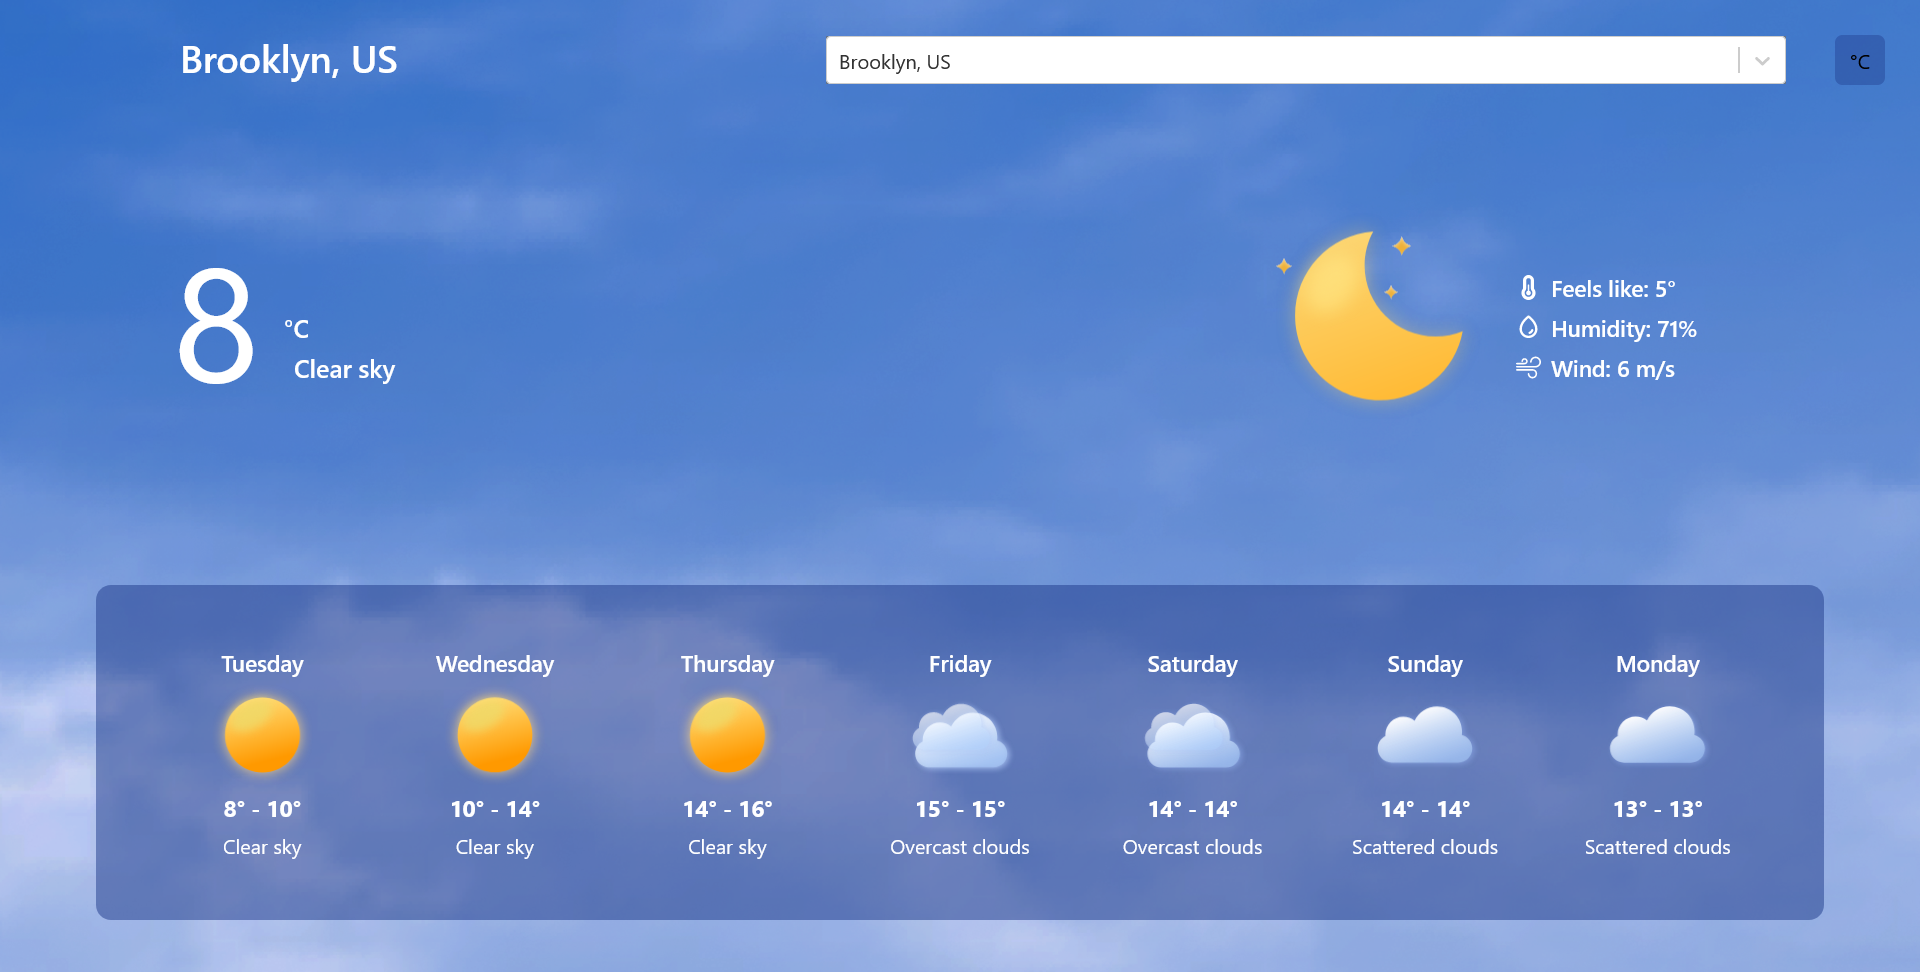 Brooklyn, US
Brooklyn, US
°C
8
°C
Clear sky
Feels like: 5°
Humidity: 71%
Wind: 6 m/s
Tuesday
8° - 10°
Clear sky
Wednesday
10° - 14°
Clear sky
Thursday
14° - 16°
Clear sky
Friday
15° - 15°
Overcast clouds
Saturday
14° - 14°
Overcast clouds
Sunday
14° - 14°
Scattered clouds
Monday
13° - 13°
Scattered clouds